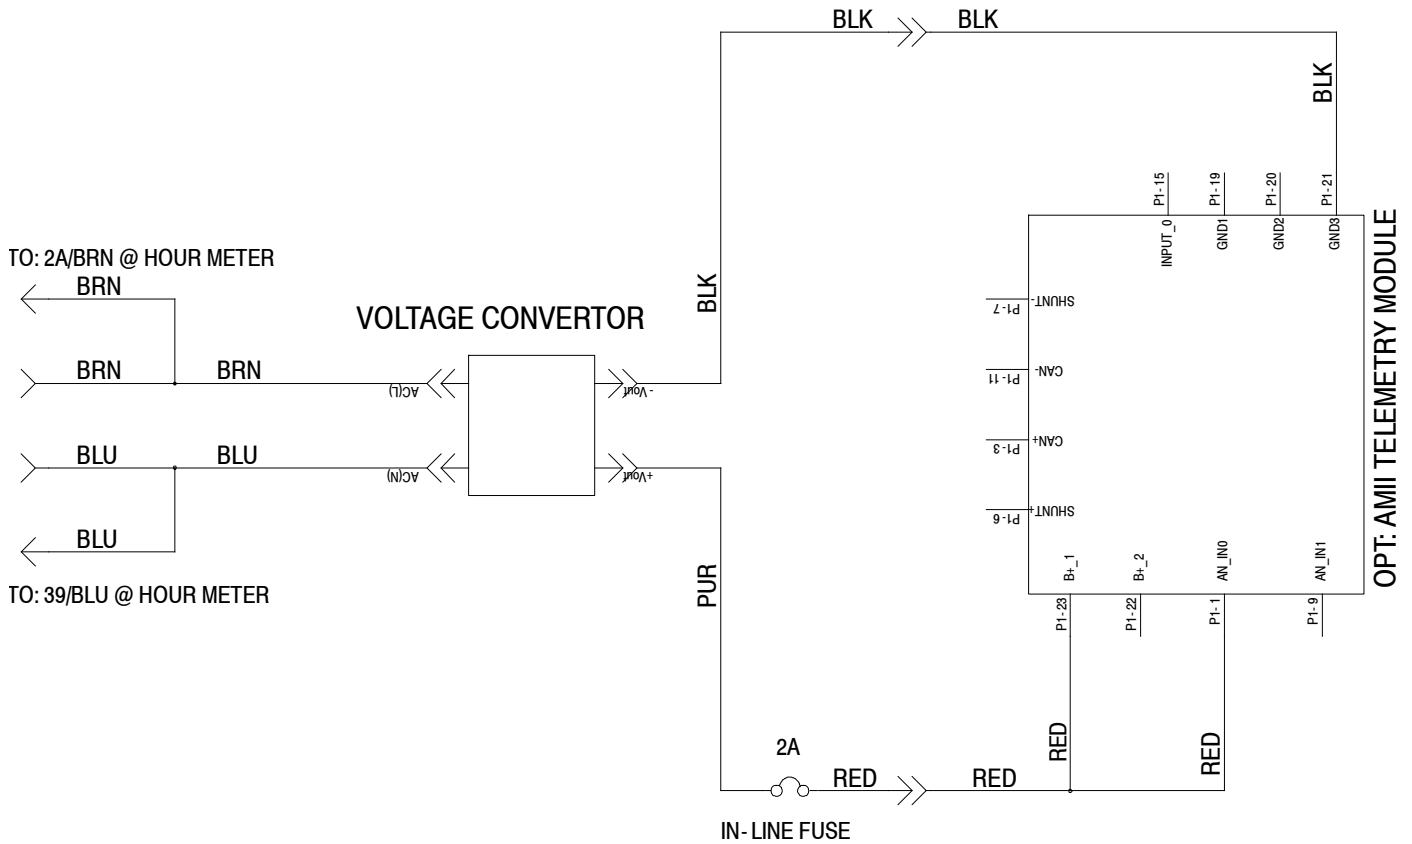 BLK
BLK
BLK
P1-15
P1-19
P1-20
P1-21
INPUT_0
GND1
GND2
GND3
OPT: AMII TELEMETRY MODULE
TO: 2A/BRN @ HOUR METER
BRN
BLK
VOLTAGE CONVERTOR
SHUNT-
P1-7
BRN
BRN
AC(L)
-Vout
CAN-
P1-11
BLU
BLU
AC(N)
+Vout
CAN+
P1-3
SHUNT+
P1-6
BLU
TO: 39/BLU @ HOUR METER
PUR
B+_1
B+_2
AN_IN0
AN_IN1
P1-23
P1-22
P1-1
P1-9
RED
RED
2A
RED
RED
IN-LINE FUSE